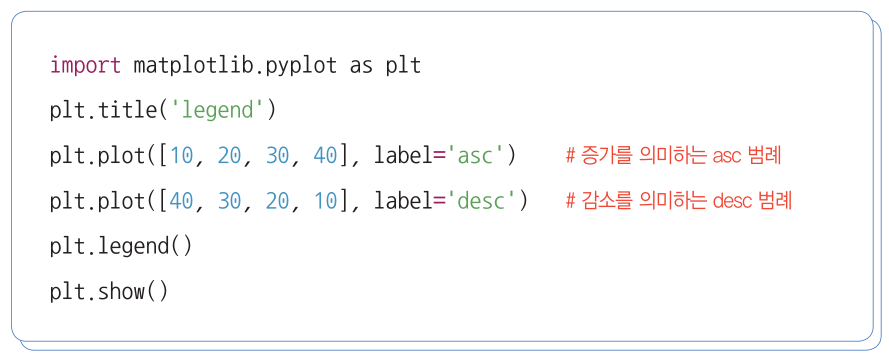 import matplotlib.pyplot as plt
plt.title('legend')
plt.plot([10, 20, 30, 40], label='asc') # 증가를 의미하는 asc 범례
plt.plot([40, 30, 20, 10], label='desc') # 감소를 의미하는 desc 범례
plt.legend()
plt.show()